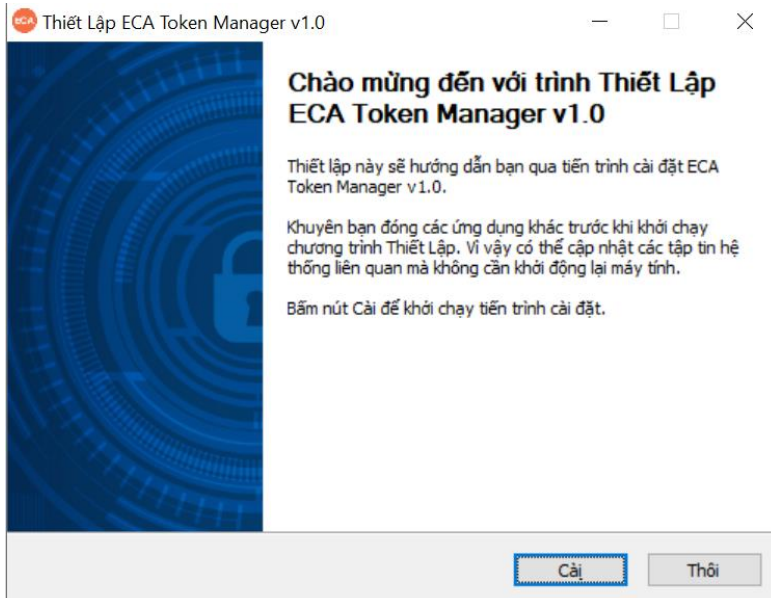 ECA Thiết Lập ECA Token Manager v1.0
Chào mừng đến với trình Thiết Lập
ECA Token Manager v1.0
Thiết lập này sẽ hướng dẫn bạn qua tiến trình cài đặt ECA
Token Manager v1.0.
Khuyên bạn đóng các ứng dụng khác trước khi khởi chạy
chương trình Thiết Lập. Vì vậy có thể cập nhật các tập tin hệ
thống liên quan mà không cần khởi động lại máy tính.
Bấm nút Cài để khởi chạy tiến trình cài đặt.
Cài
Thôi